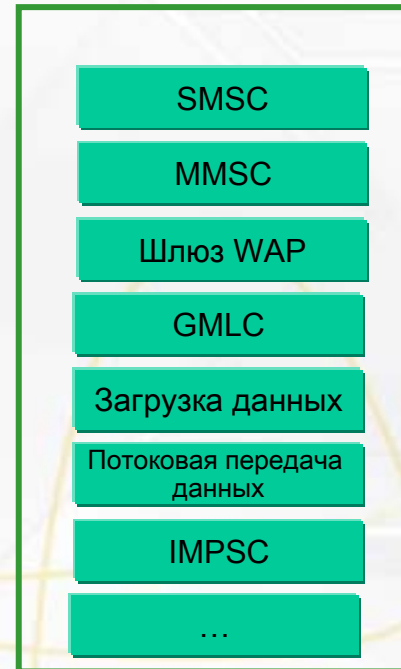 SMSC
MMSC
Шлюз WAP
GMLC
Загрузка данных
Потоковая передача
данных
IMPSC
…